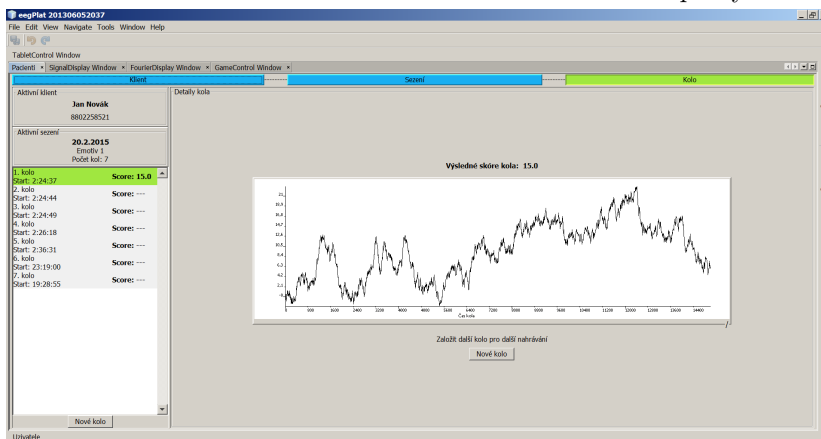 eegPlat 201306052037
File Edit View Navigate Tools Window Help
TabletControl Window
Pacienti × SignalDisplay Window × FourierDisplay Window × GameControl Window ×
Klient Sezení Kolo
Aktivní klient
Jan Novák
8802258521
Aktivní sezení
20.2.2015
Emotiv 1
Počet kol: 7
1. kolo
Start: 2:24:37
Score: 15.0
2. kolo
Start: 2:24:44
Score: ---
3. kolo
Start: 2:24:49
Score: ---
4. kolo
Start: 2:26:18
Score: ---
5. kolo
Start: 2:36:31
Score: ---
6. kolo
Start: 23:19:00
Score: ---
7. kolo
Start: 19:28:55
Score: ---
Nové kolo
Detaily kola
Výsledné skóre kola: 15.0
Čas kola
Založit další kolo pro další nahrávání
Nové kolo
Uzivatele